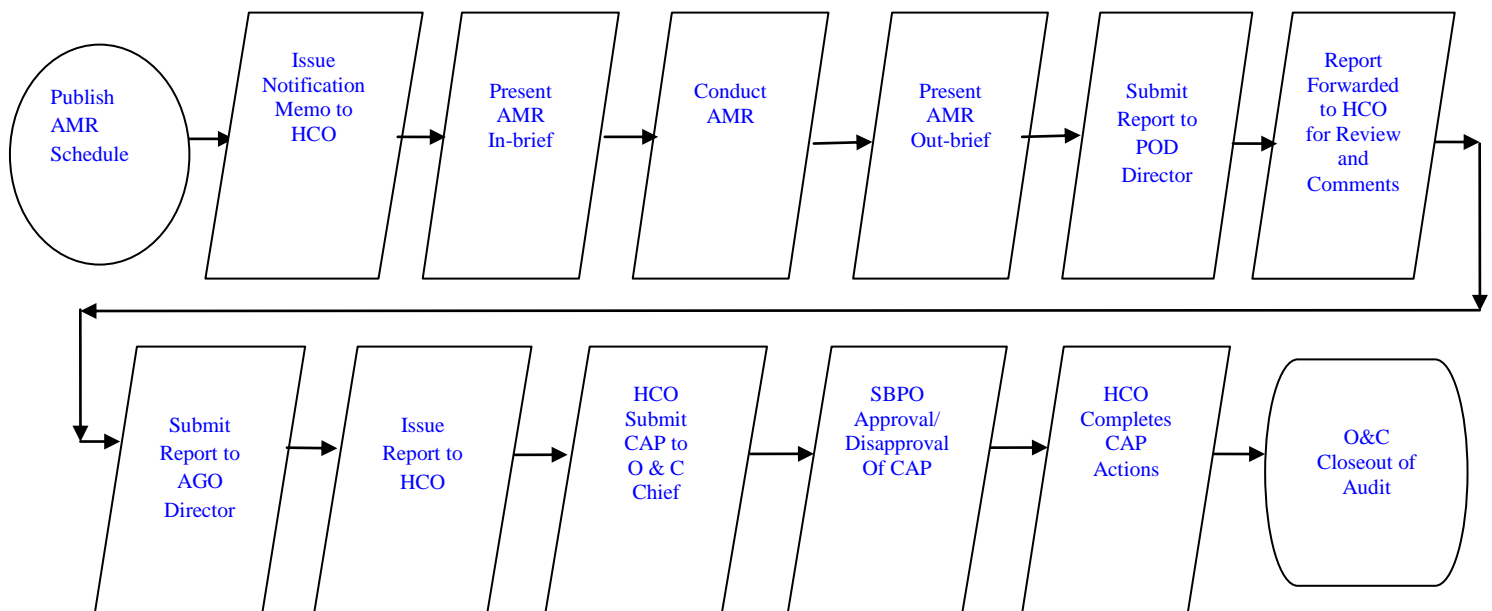 Publish
AMR
Schedule
Issue
Notification
Memo to
HCO
Present
AMR
In-brief
Conduct
AMR
Present
AMR
Out-brief
Submit
Report to
POD
Director
Report
Forwarded
to HCO
for Review
and
Comments
Submit
Report to
AGO
Director
Issue
Report to
HCO
HCO
Submit
CAP to
O & C
Chief
SBPO
Approval/
Disapproval
Of CAP
HCO
Completes
CAP
Actions
O&C
Closeout of
Audit